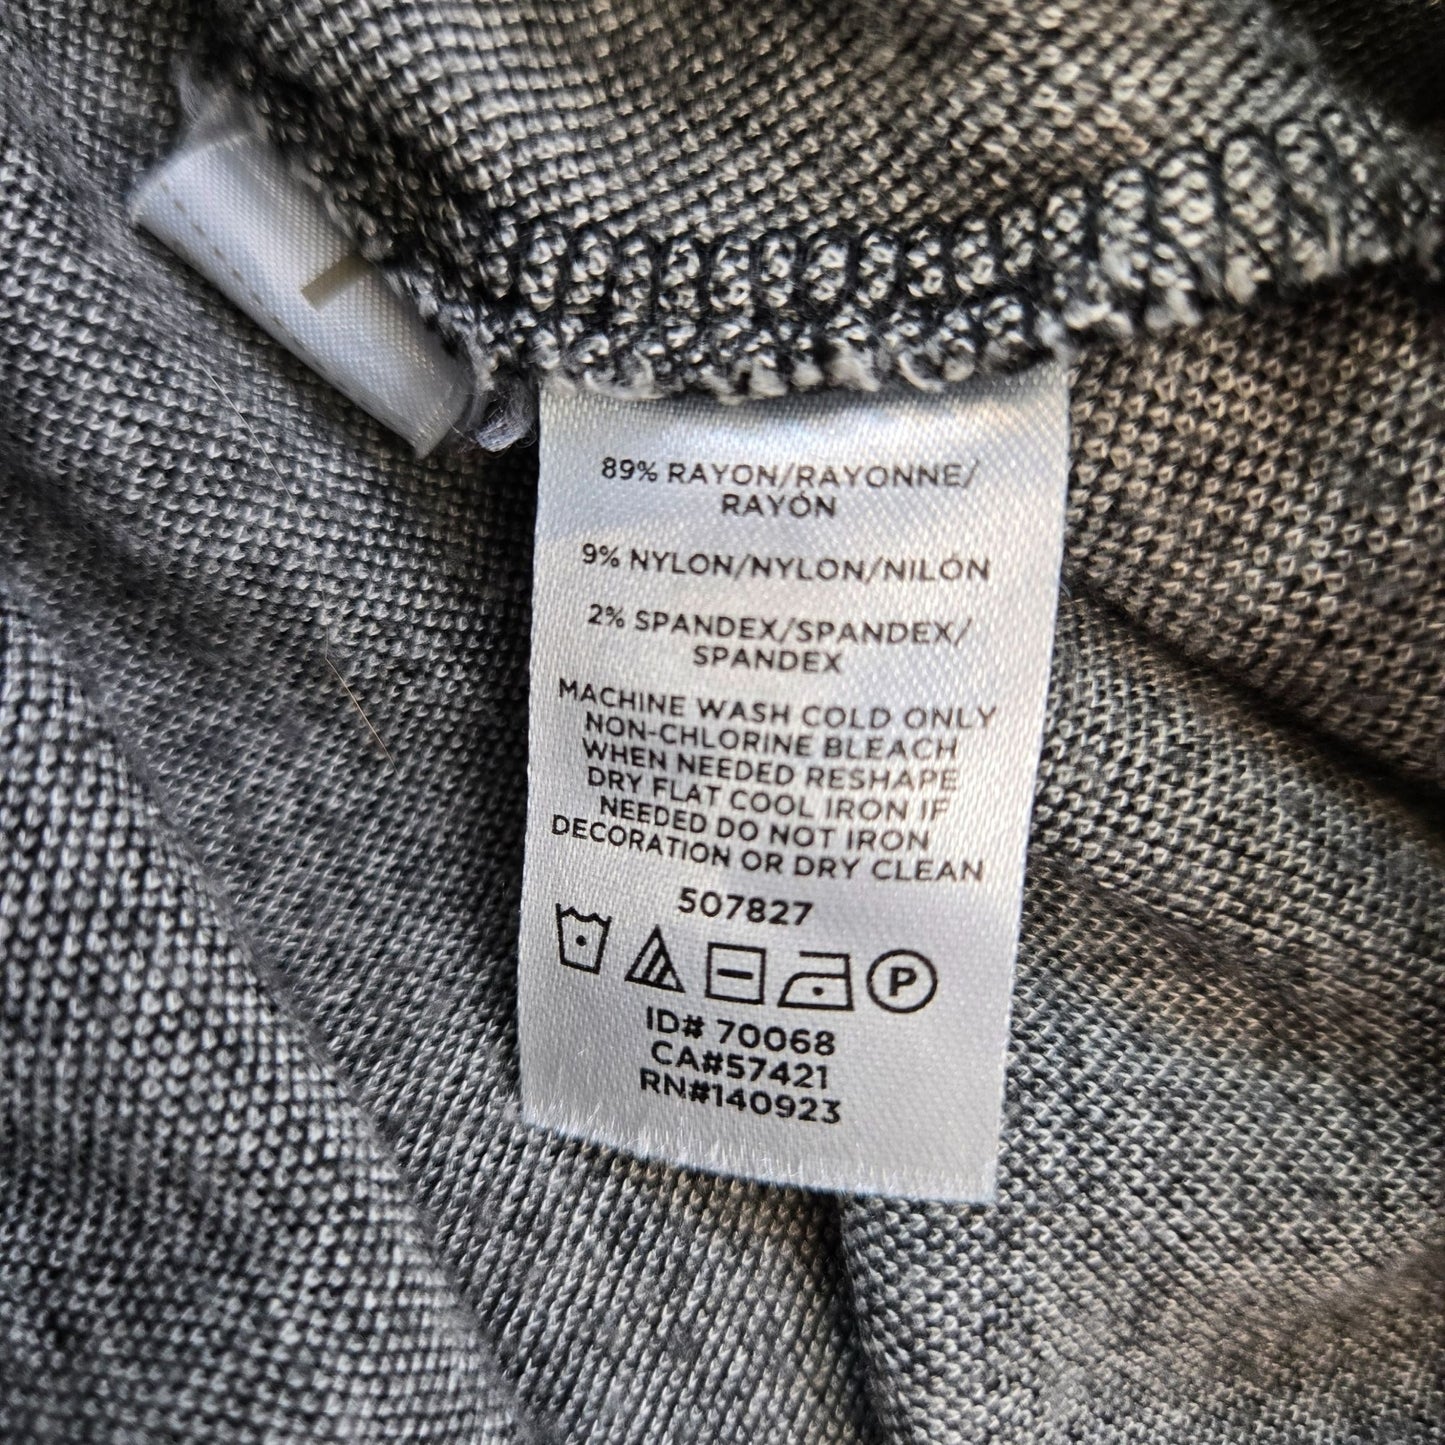 89% RAYON/RAYONNE/
RAYÓN
9% NYLON/NYLON/NILÓN
2% SPANDEX/SPANDEX/
SPANDEX
MACHINE WASH COLD ONLY
NON-CHLORINE BLEACH
WHEN NEEDED RESHAPE
DRY FLAT COOL IRON IF
NEEDED DO NOT IRON
DECORATION OR DRY CLEAN
507827
P
ID# 70068
CA#57421
RN#140923